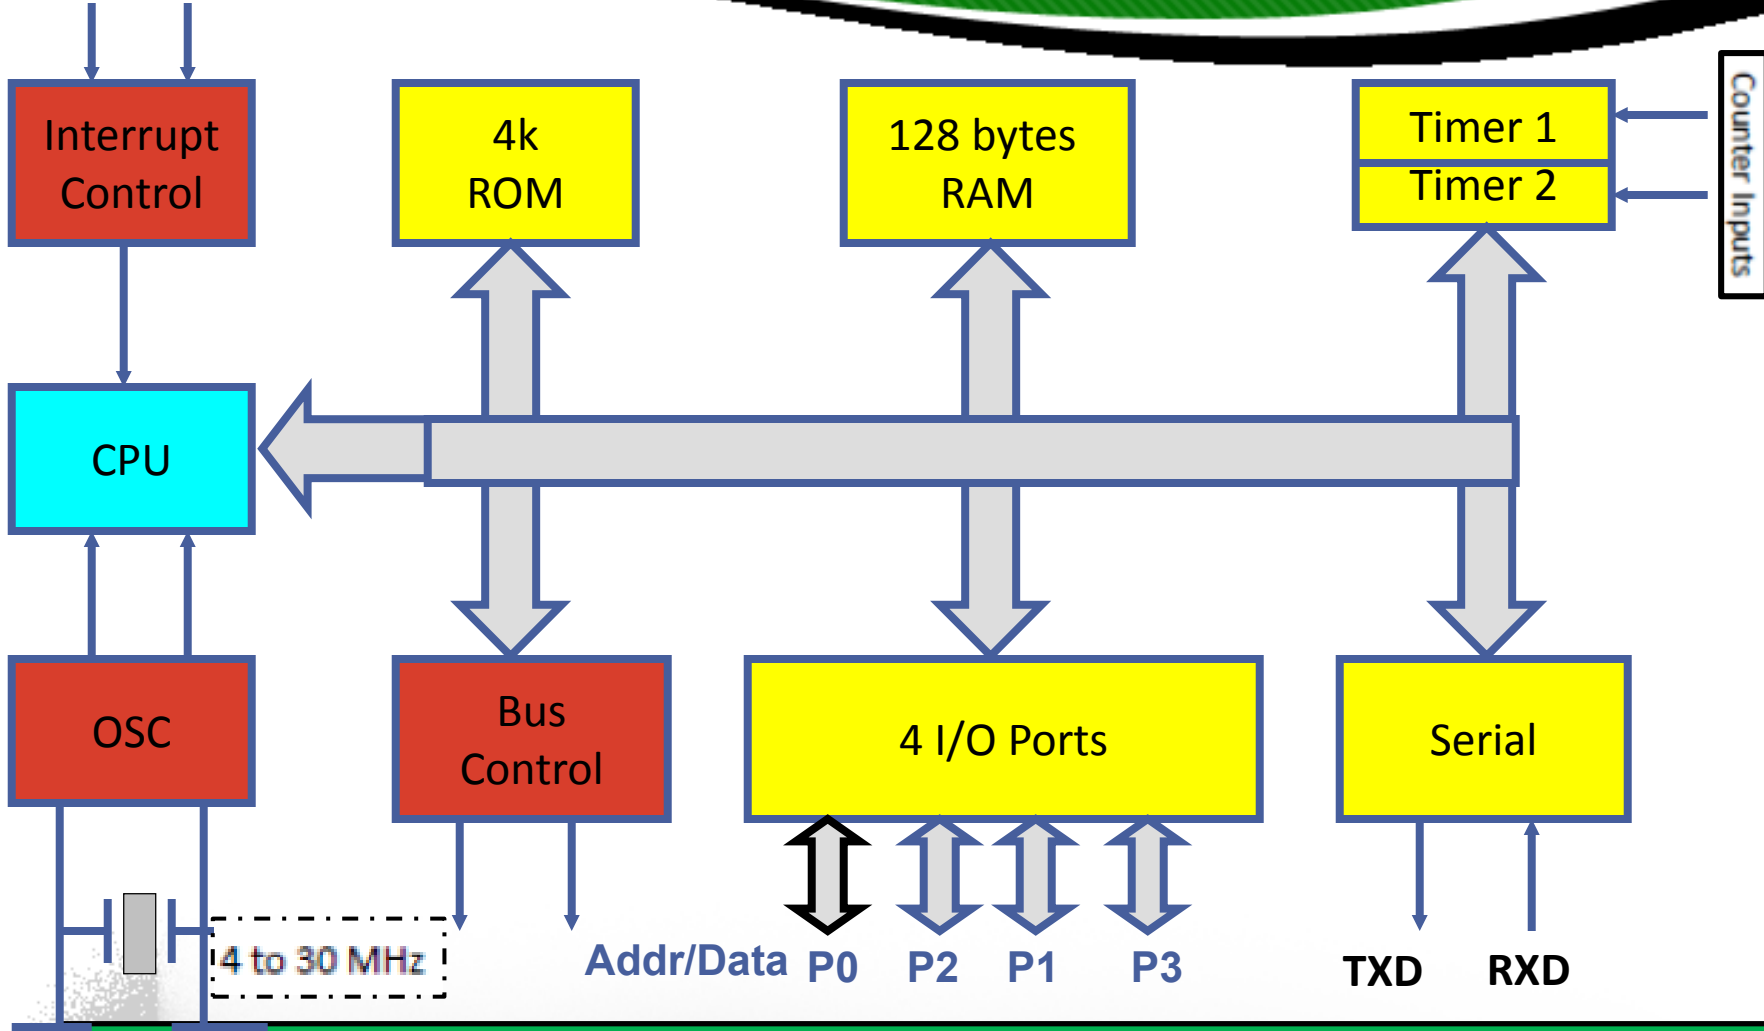 Interrupt
Control
4k
ROM
128 bytes
RAM
Timer 1
Timer 2
Counter Inputs
CPU
OSC
Bus
Control
4 I/O Ports
Serial
4 to 30 MHz
Addr/Data P0 P2 P1 P3
TXD RXD